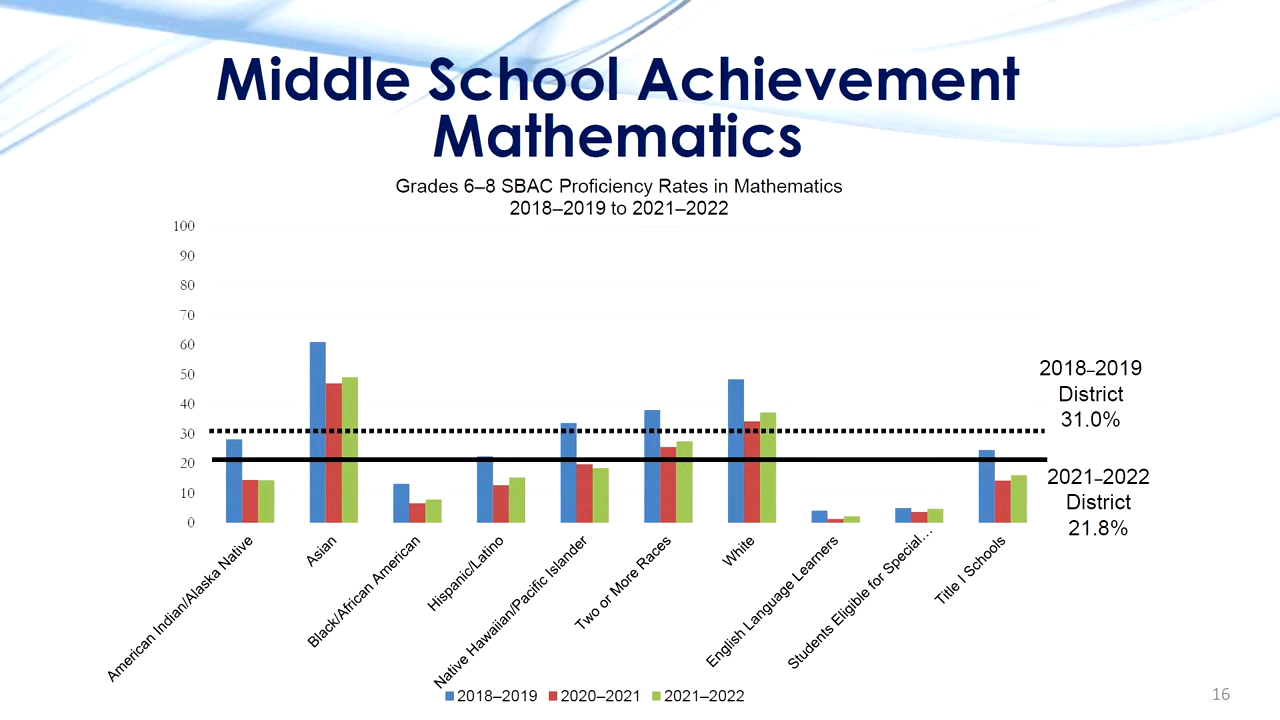 Middle School Achievement
Mathematics
Grades 6–8 SBAC Proficiency Rates in Mathematics
2018–2019 to 2021–2022
100
90
80
70
60
50
40
30
20
10
0
2018–2019
District
31.0%
2021–2022
District
21.8%
American Indian/Alaska Native
Asian
Black/African American
Hispanic/Latino
Native Hawaiian/Pacific Islander
Two or More Races
White
English Language Learners
Students Eligible for Special…
Title I Schools
2018–2019 2020–2021 2021–2022
16